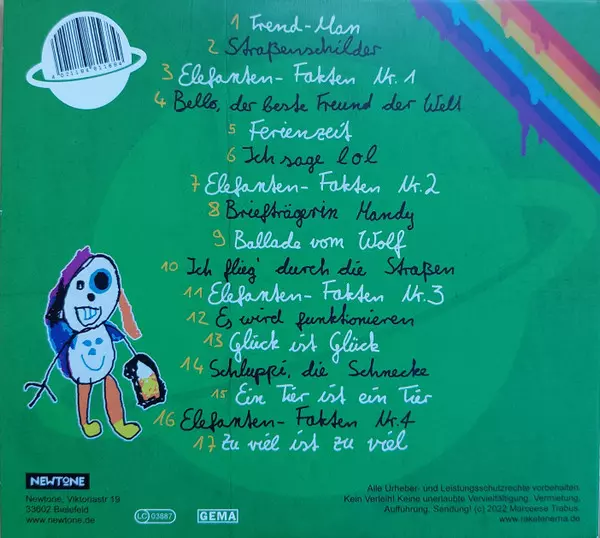 1 Trend-Man
2 Straßenschilder
3 Elefanten-Fakten Nr. 1
4 Bello, der beste Freund der Welt
5 Ferienzeit
6 Ich sage lol
7 Elefanten-Fakten Nr. 2
8 Briefträgerin Mandy
9 Ballade vom Wolf
10 Ich flieg' durch die Straßen
11 Elefanten-Fakten Nr. 3
12 Es wird funktionieren
13 Glück ist Glück
14 Schluppi, die Schnecke
15 Ein Tier ist ein Tier
16 Elefanten-Fakten Nr. 4
17 Zu viel ist zu viel
NEWTONE
Newtone, Viktoriastr 19
33602 Bielefeld
www.newtone.de
LC 03887
GEMA
Alle Urheber- und Leistungsschutzrechte vorbehalten.
Kein Verleih! Keine unerlaubte Vervielfältigung, Vermietung,
Aufführung, Sendung! (c) 2022 Marceese Trabus,
www.raketenerna.de